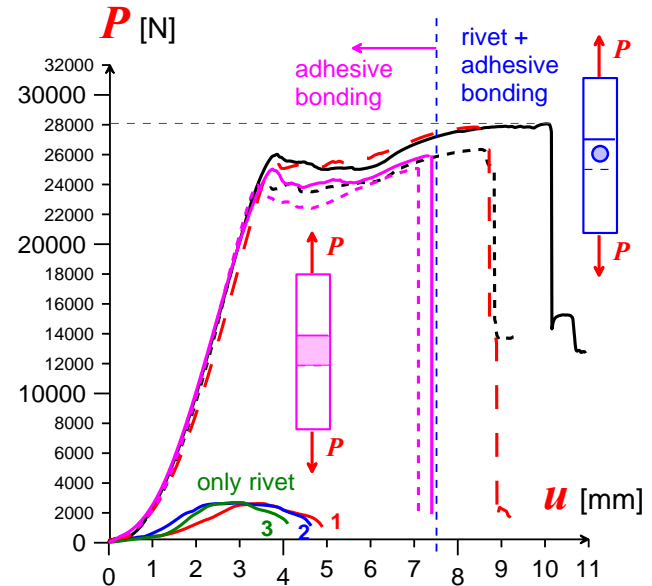 P [N]
rivet +
adhesive
bonding
adhesive
bonding
P
P
32000
30000
28000
26000
24000
22000
20000
18000
16000
14000
12000
10000
8000
6000
4000
2000
0
P
P
only rivet
1
2
3
u [mm]
0 1 2 3 4 5 6 7 8 9 10 11